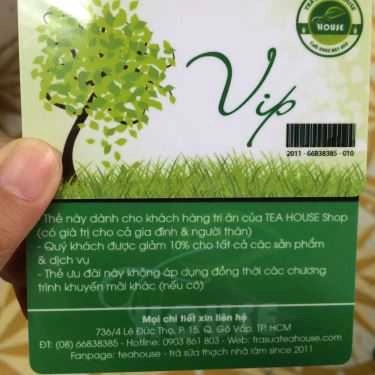 HOUSE
Vip
2011 - 66838385 - 010
- Thẻ này dành cho khách hàng tri ân của TEA HOUSE Shop
(có giá trị cho cả gia đình & người thân)
- Quý khách được giảm 10% cho tất cả các sản phẩm
& dịch vụ
- Thẻ ưu đãi này không áp dụng đồng thời các chương
trình khuyến mãi khác (nếu có)
Mọi chi tiết xin liên hệ
736/4 Lê Đức Thọ, P. 15, Q. Gò Vấp, TP. HCM
ĐT: (08) 66838385 - Hotline: 0903 861 803 - Web: trasuateahouse.com
Fanpage: teahouse - trà sữa thạch nhà làm since 2011